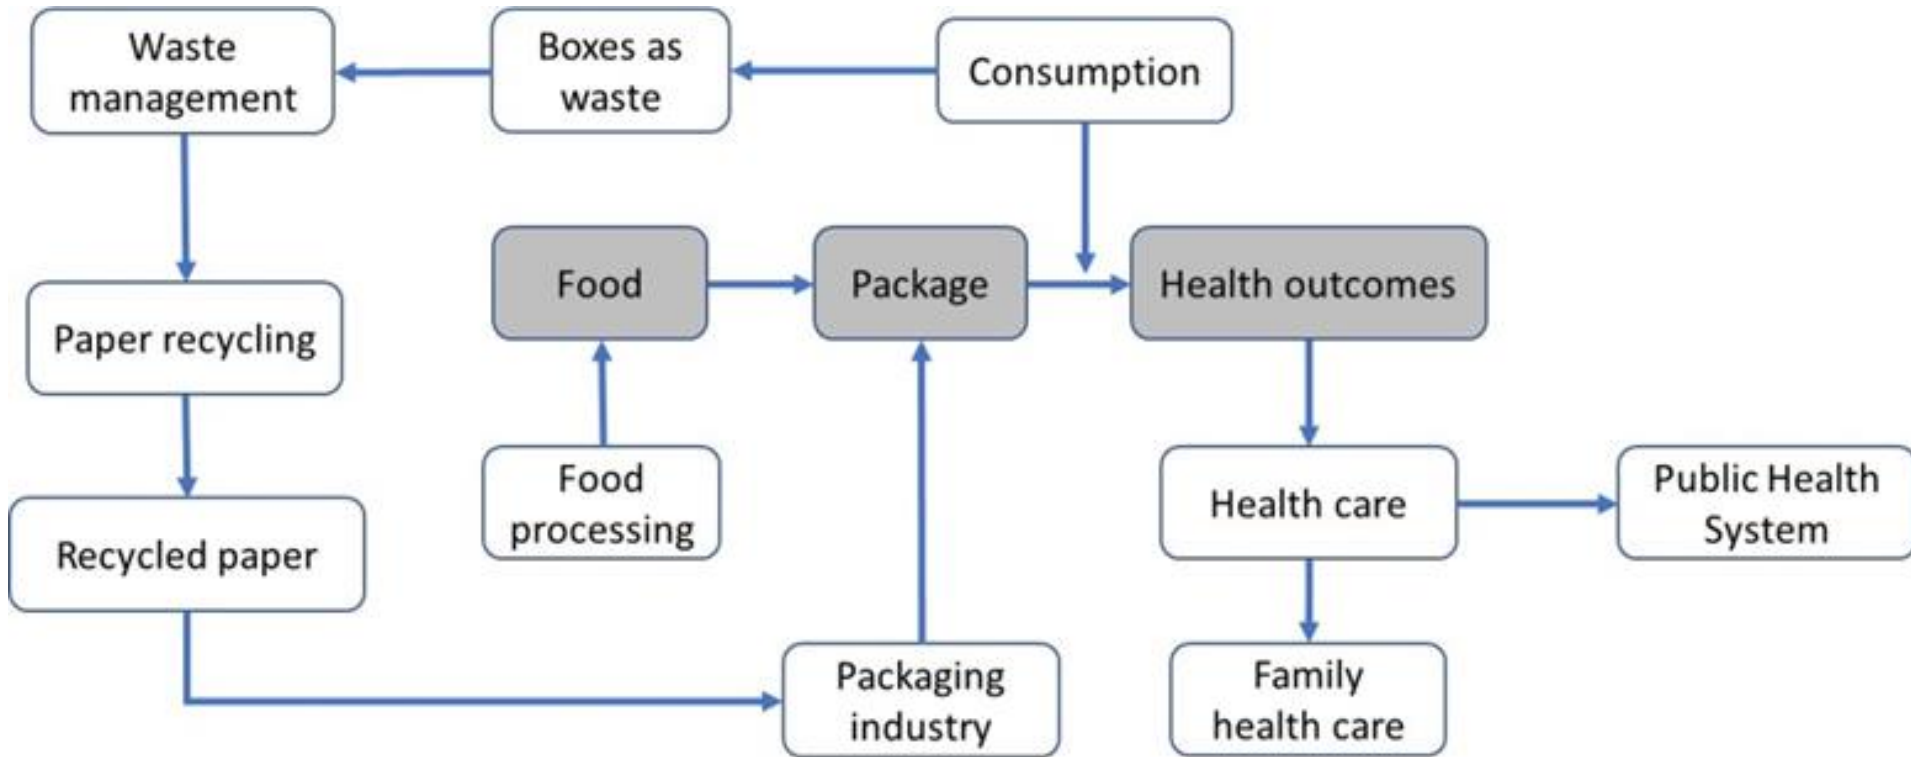 Waste
management
Boxes as
waste
Consumption
Food
Package
Health outcomes
Paper recycling
Food
processing
Health care
Public Health
System
Recycled paper
Packaging
industry
Family
health care